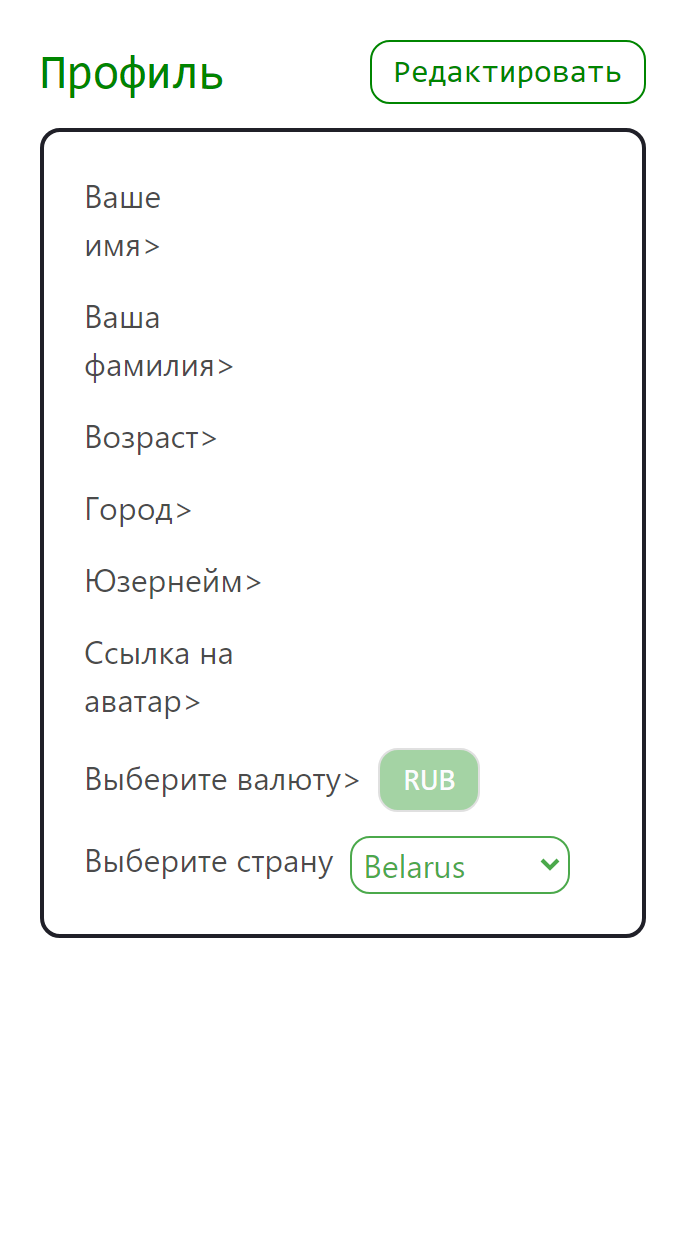 Профиль
Редактировать
Ваше
имя>
Ваша
фамилия>
Возраст>
Город>
Юзернейм>
Ссылка на
аватар>
Выберите валюту> RUB
Выберите страну Belarus